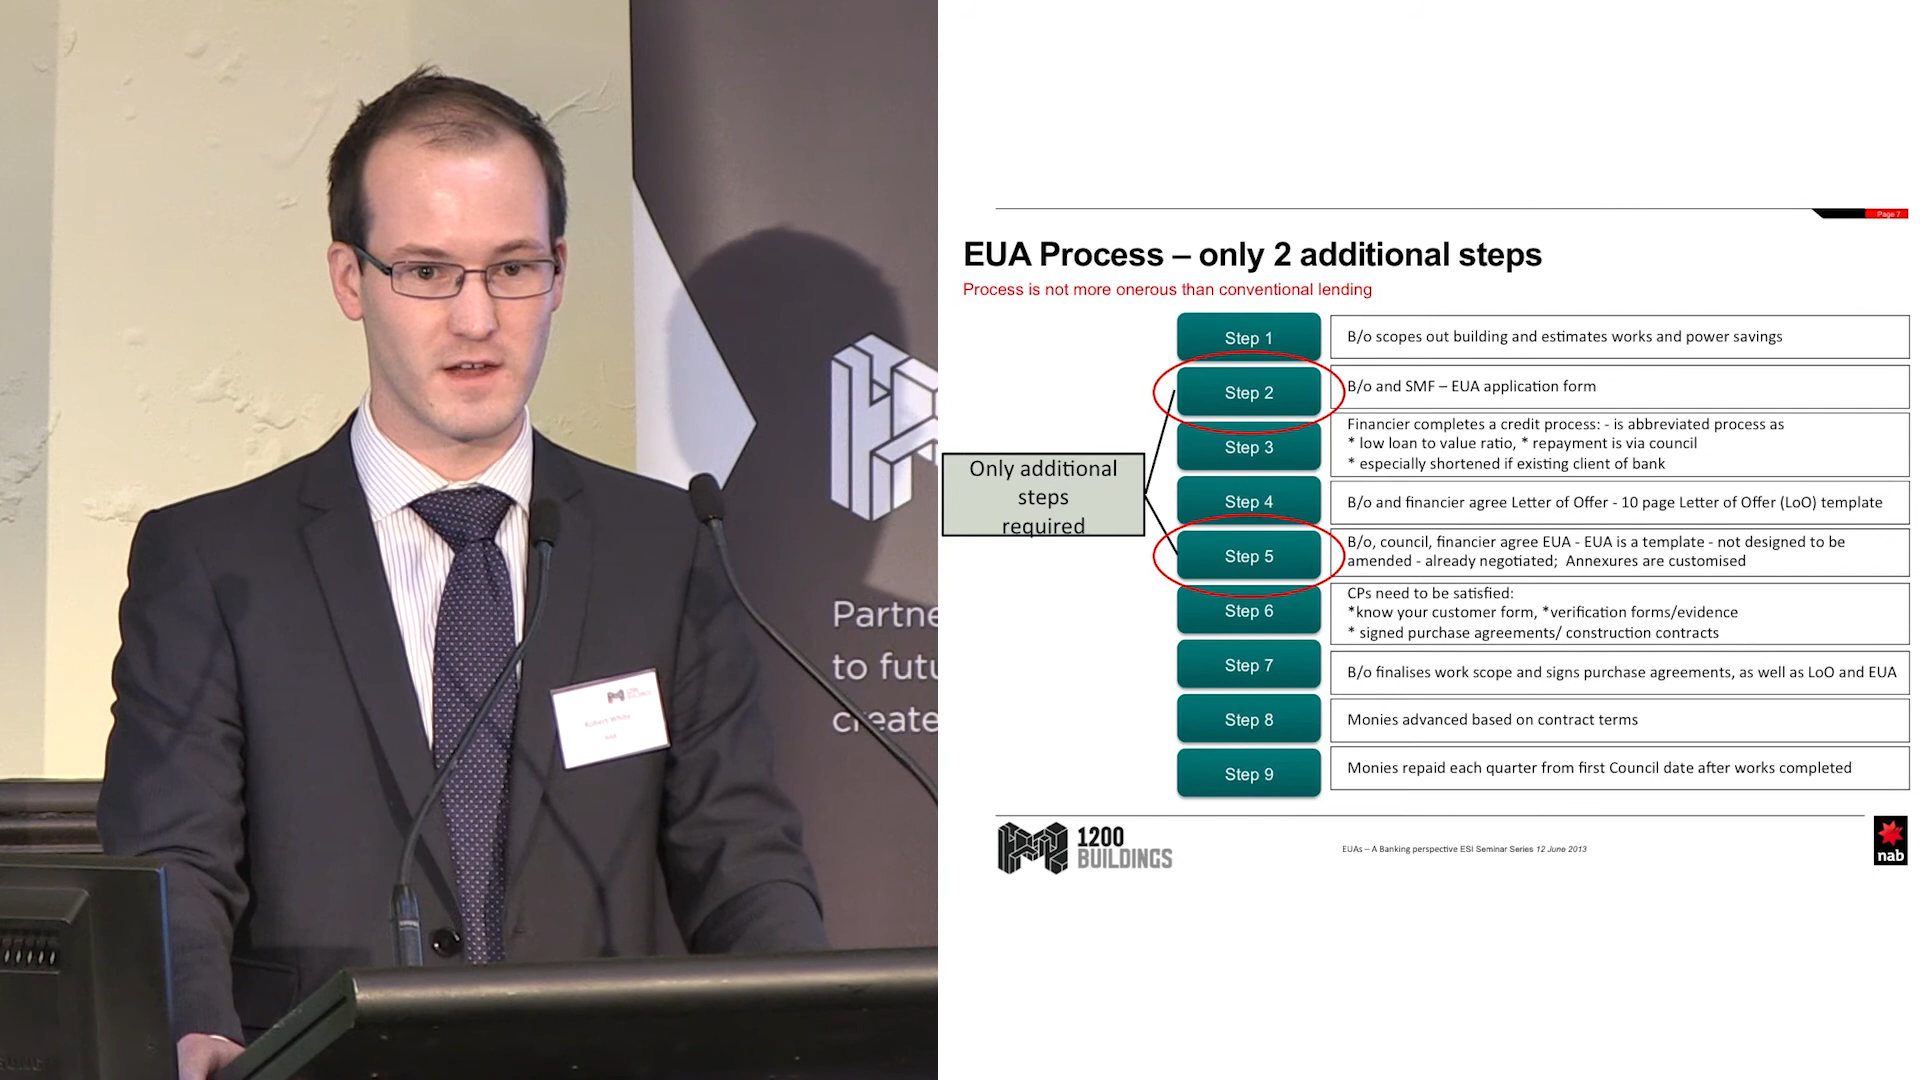 Partne
to futu
create
1200
BUILDINGS
Robert White
Page 7
EUA Process – only 2 additional steps
Process is not more onerous than conventional lending
Only additional
steps
required
Step 1
B/o scopes out building and estimates works and power savings
Step 2
B/o and SMF – EUA application form
Step 3
Financier completes a credit process: - is abbreviated process as
* low loan to value ratio, * repayment is via council
* especially shortened if existing client of bank
Step 4
B/o and financier agree Letter of Offer - 10 page Letter of Offer (LoO) template
Step 5
B/o, council, financier agree EUA - EUA is a template - not designed to be
amended - already negotiated; Annexures are customised
Step 6
CPs need to be satisfied:
*know your customer form, *verification forms/evidence
* signed purchase agreements/ construction contracts
Step 7
B/o finalises work scope and signs purchase agreements, as well as LoO and EUA
Step 8
Monies advanced based on contract terms
Step 9
Monies repaid each quarter from first Council date after works completed
1200
BUILDINGS
EUAs – A Banking perspective ESI Seminar Series 12 June 2013
nab